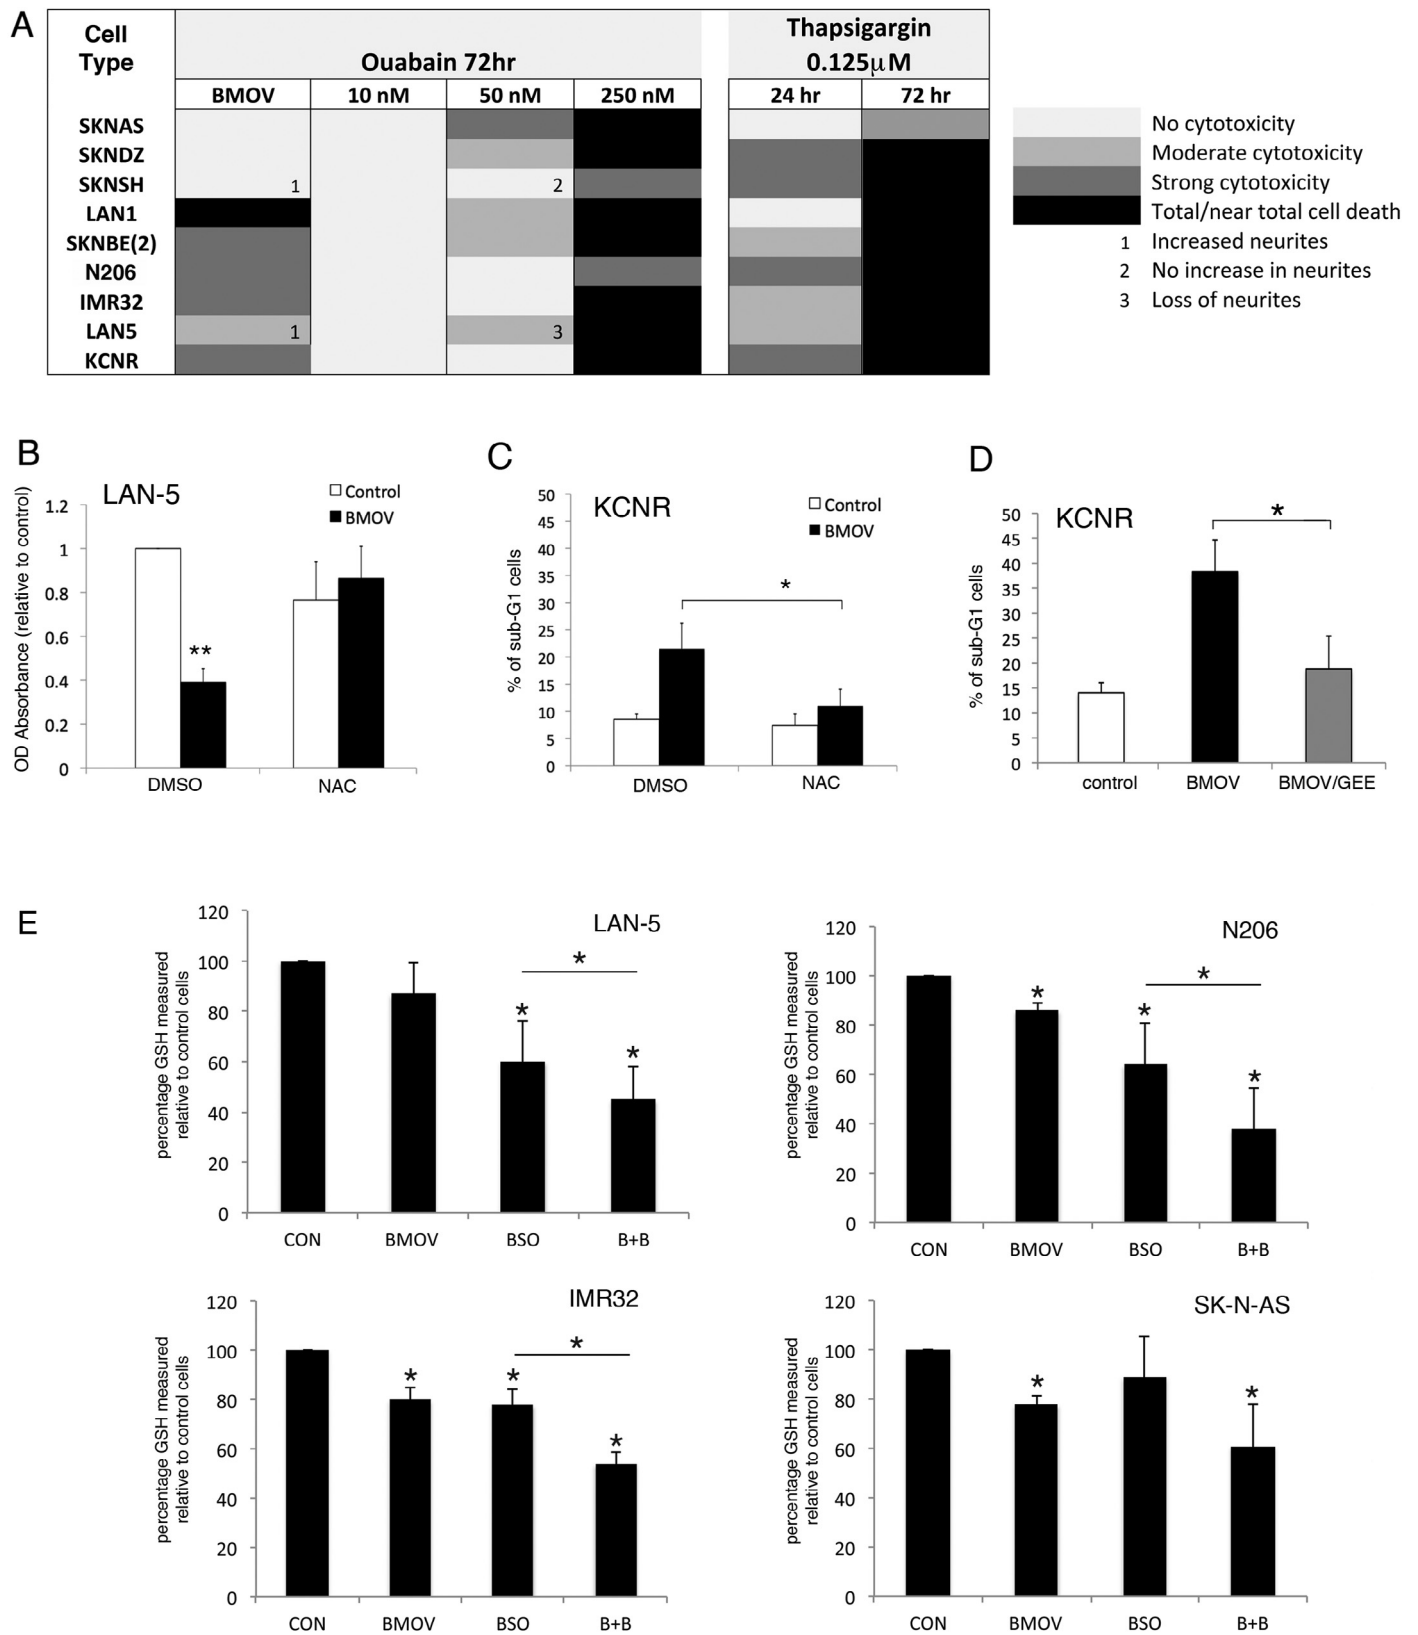 A
Cell
Type
Ouabain 72hr
Thapsigargin
0.125µM
BMOV 10 nM 50 nM 250 nM 24 hr 72 hr
SKNAS
SKNDZ
SKNSH 1 2
LAN1
SKNBE(2)
N206
IMR32
LAN5 1 3
KCNR
No cytotoxicity
Moderate cytotoxicity
Strong cytotoxicity
Total/near total cell death
1 Increased neurites
2 No increase in neurites
3 Loss of neurites
B
LAN-5
Control
BMOV
OD Absorbance (relative to control)
1.2
1
0.8
0.6
0.4
0.2
0
**
DMSO NAC
C
KCNR
Control
BMOV
% of sub-G1 cells
50
45
40
35
30
25
20
15
10
5
0
*
DMSO NAC
D
KCNR
% of sub-G1 cells
50
45
40
35
30
25
20
15
10
5
0
*
control BMOV BMOV/GEE
E
LAN-5
percentage GSH measured
relative to control cells
120
100
80
60
40
20
0
* * *
CON BMOV BSO B+B
N206
percentage GSH measured
relative to control cells
120
100
80
60
40
20
0
* * * *
CON BMOV BSO B+B
IMR32
percentage GSH measured
relative to control cells
120
100
80
60
40
20
0
* * * *
CON BMOV BSO B+B
SK-N-AS
percentage GSH measured
relative to control cells
120
100
80
60
40
20
0
* *
CON BMOV BSO B+B